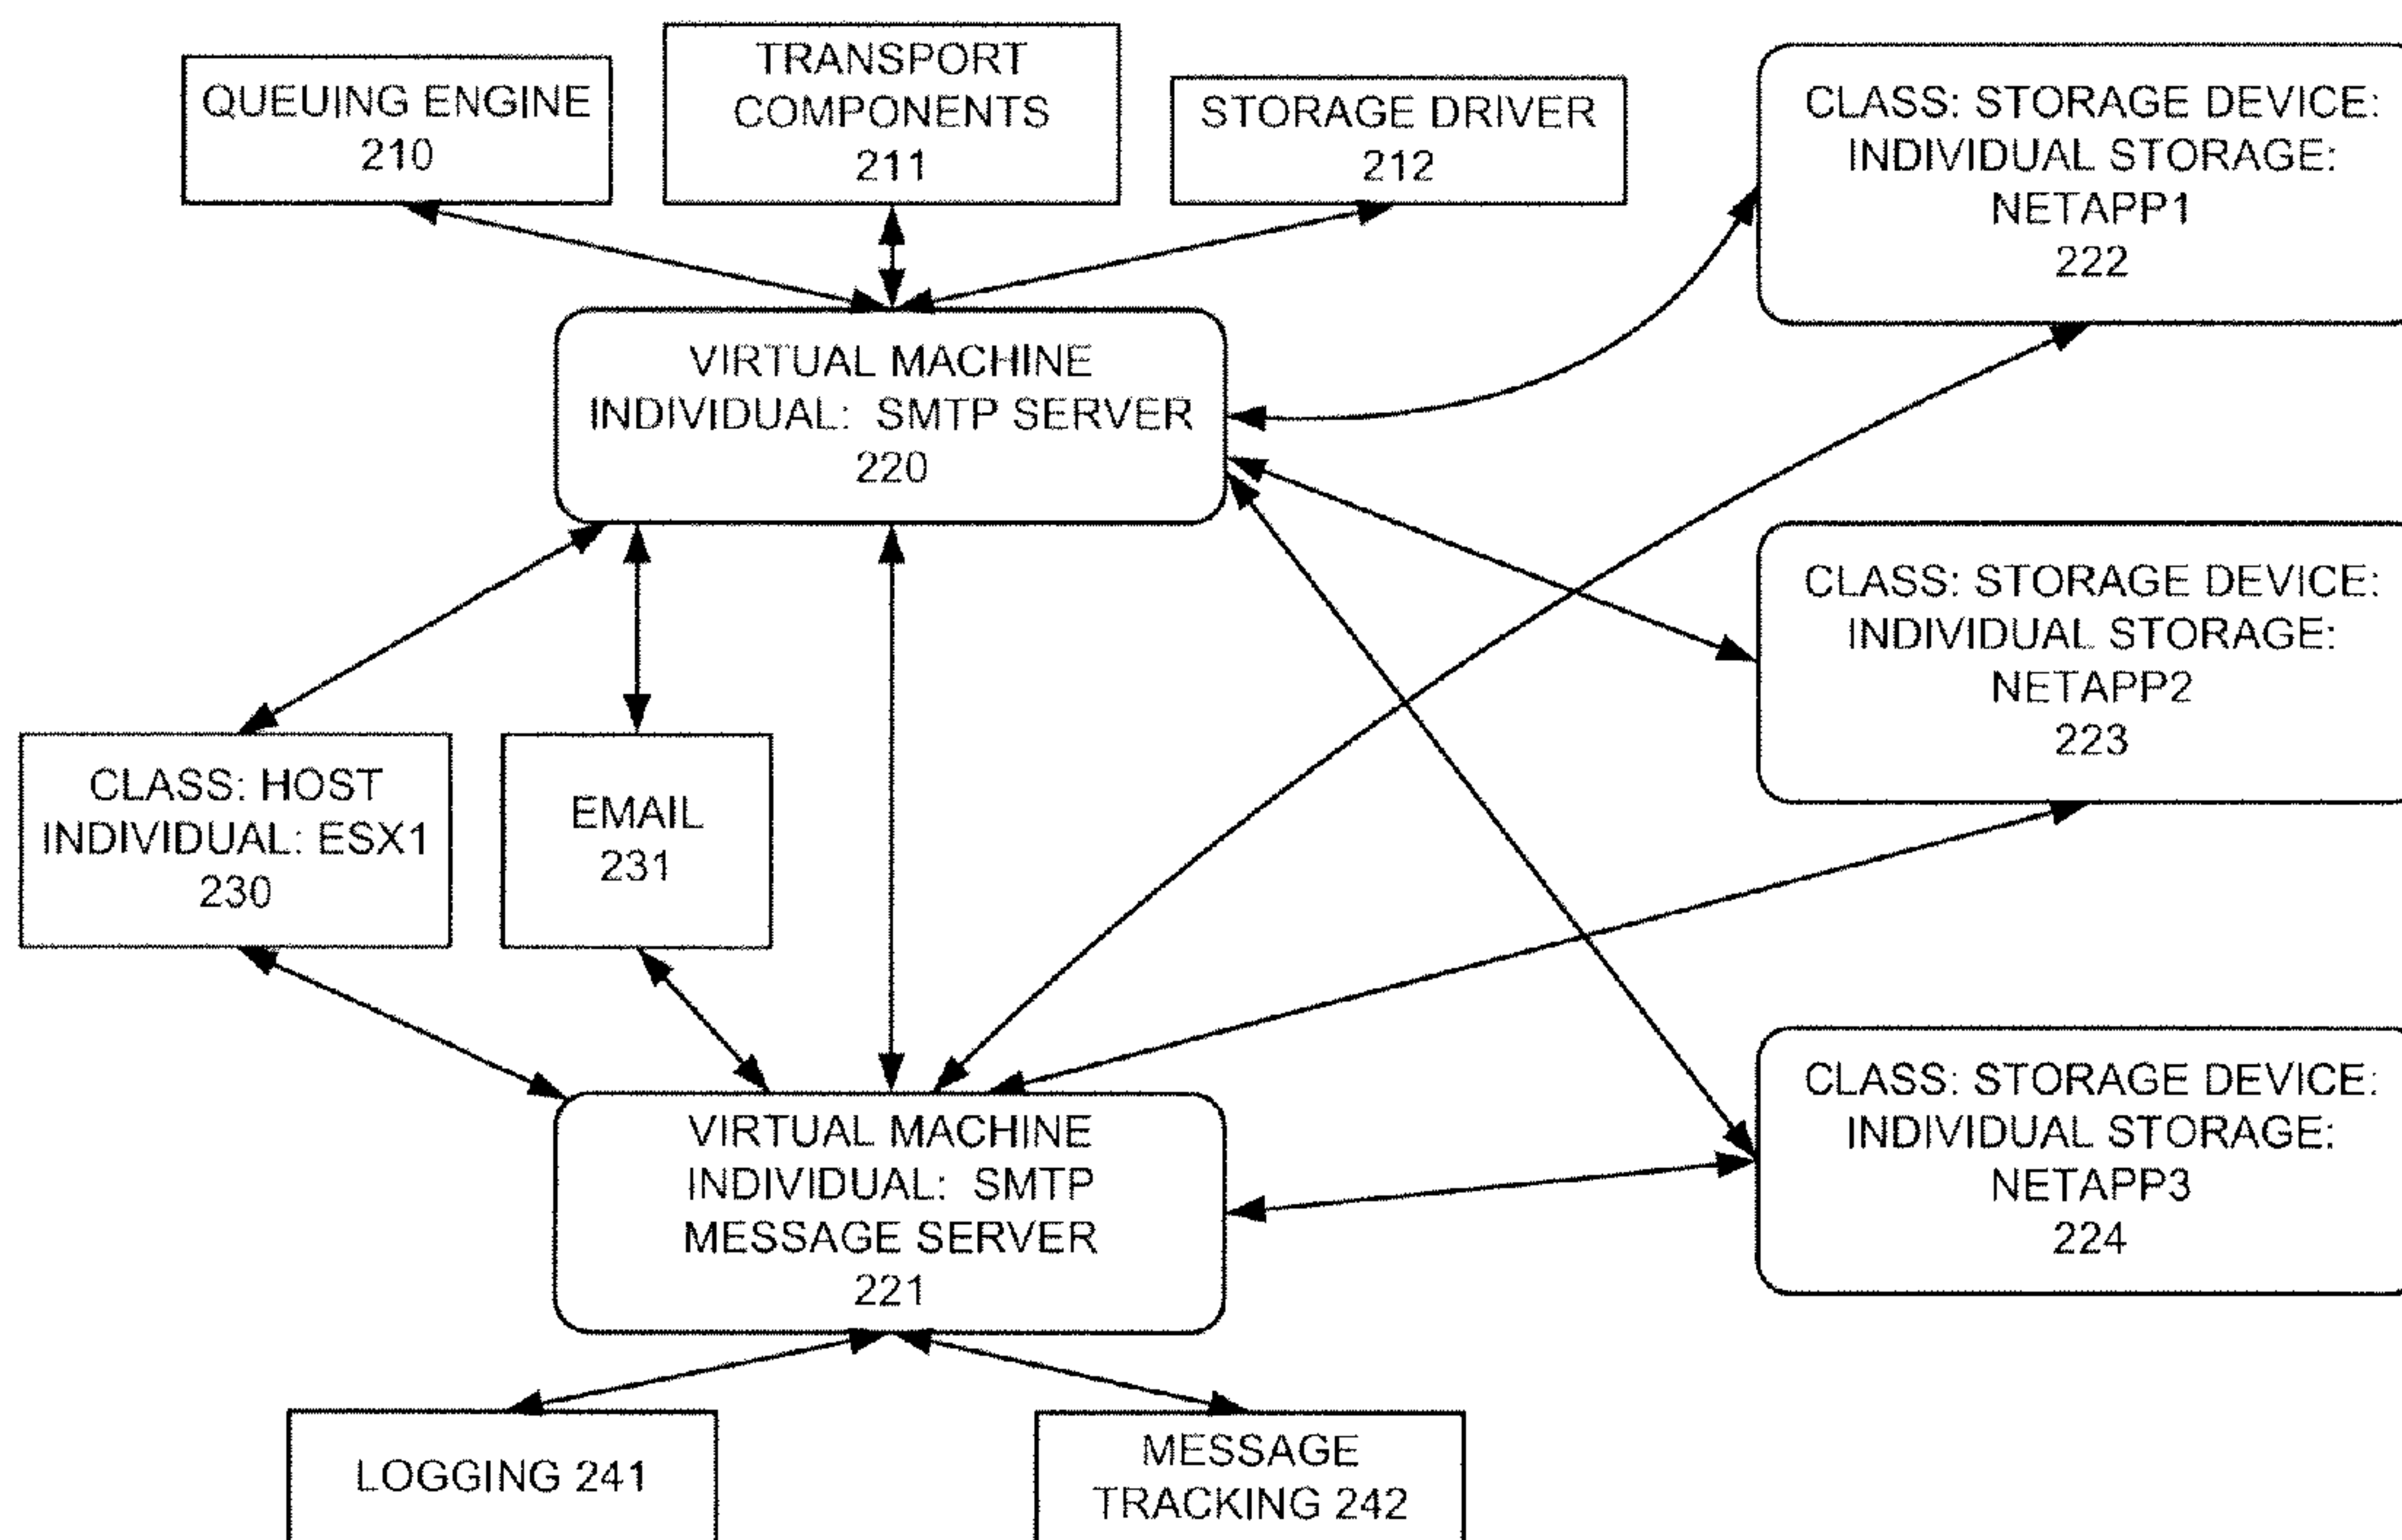 QUEUING ENGINE
210
TRANSPORT
COMPONENTS
211
STORAGE DRIVER
212
CLASS: STORAGE DEVICE:
INDIVIDUAL STORAGE:
NETAPP1
222
VIRTUAL MACHINE
INDIVIDUAL: SMTP SERVER
220
CLASS: STORAGE DEVICE:
INDIVIDUAL STORAGE:
NETAPP2
223
CLASS: HOST
INDIVIDUAL: ESX1
230
EMAIL
231
VIRTUAL MACHINE
INDIVIDUAL: SMTP
MESSAGE SERVER
221
CLASS: STORAGE DEVICE:
INDIVIDUAL STORAGE:
NETAPP3
224
LOGGING 241
MESSAGE
TRACKING 242